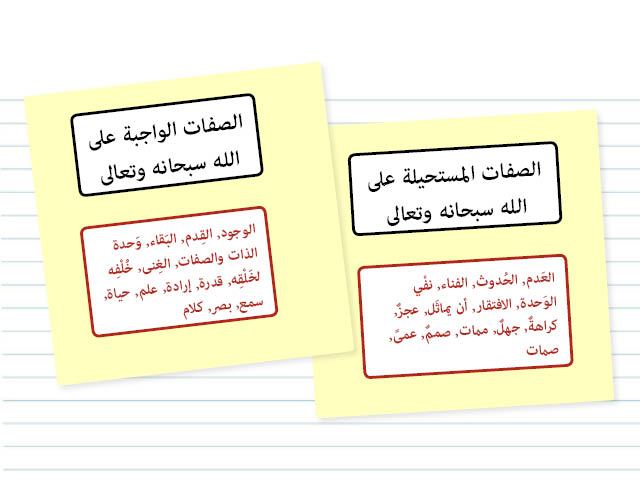 الصفات الواجبة على
الله سبحانه وتعالى
الوجود, القِدم, البَقاء, وَحدة
الذات والصفات, الغِنى, خُلْفِه
لخَلْقِه, قدرة, إرادة, علم, حياة,
سمع, بصر, كلام
الصفات المستحيلة على
الله سبحانه وتعالى
العَدم, الحُدوث, الفناء, نفْي
الوَحدة, الافتقار, أن يماثَل, عجزٌ,
كراهةٌ, جهلٌ, ممات, صممٌ, عمىً,
صمات